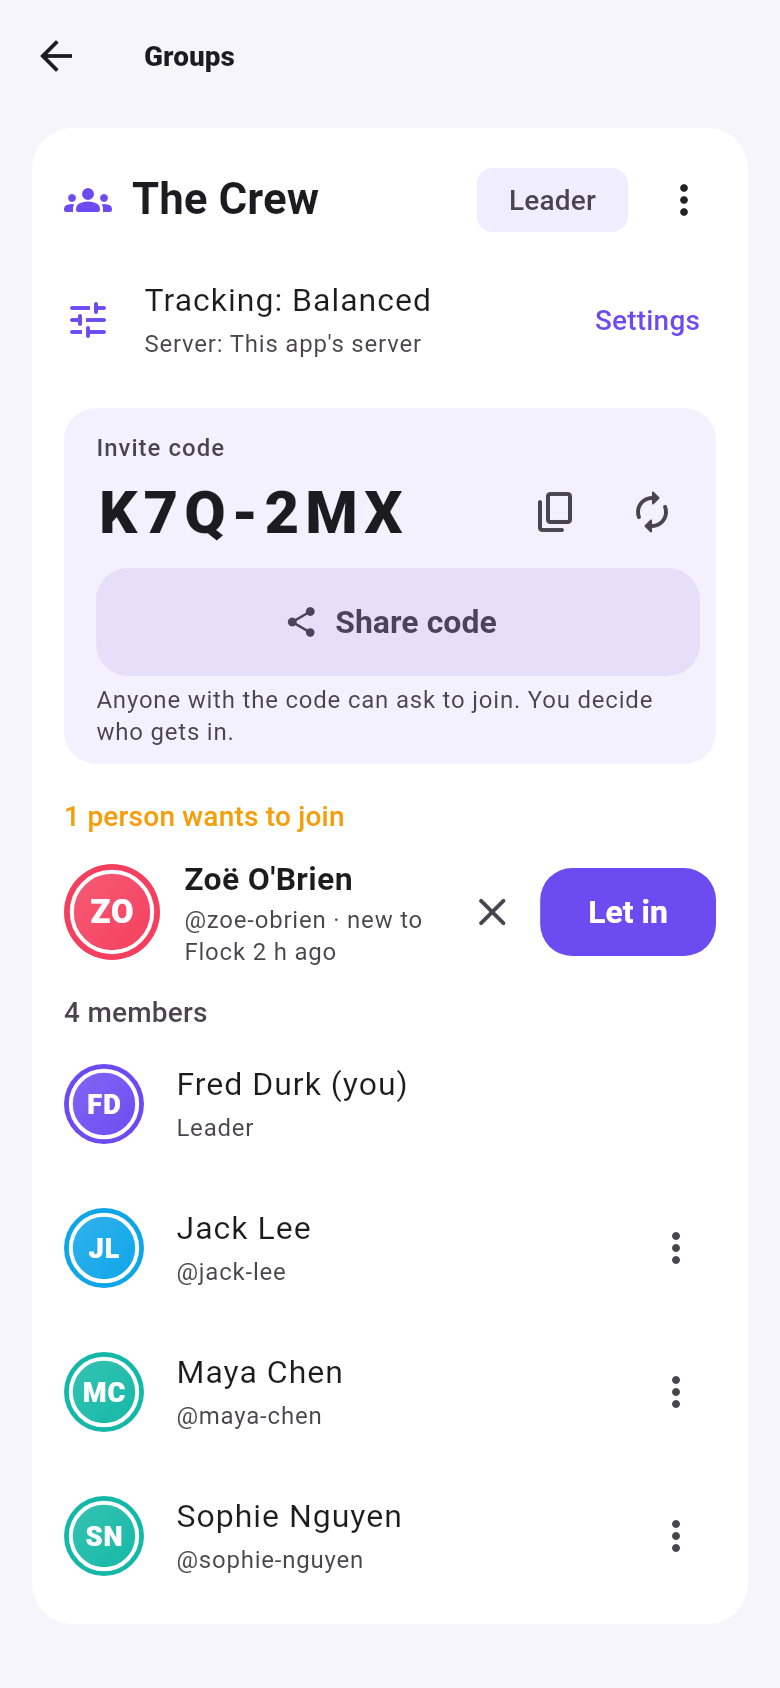 Groups
The Crew
Leader
Tracking: Balanced
Server: This app's server
Settings
Invite code
K7Q-2MX
Share code
Anyone with the code can ask to join. You decide
who gets in.
1 person wants to join
ZO
Zoë O'Brien
@zoe-obrien · new to
Flock 2 h ago
Let in
4 members
FD
Fred Durk (you)
Leader
JL
Jack Lee
@jack-lee
MC
Maya Chen
@maya-chen
SN
Sophie Nguyen
@sophie-nguyen